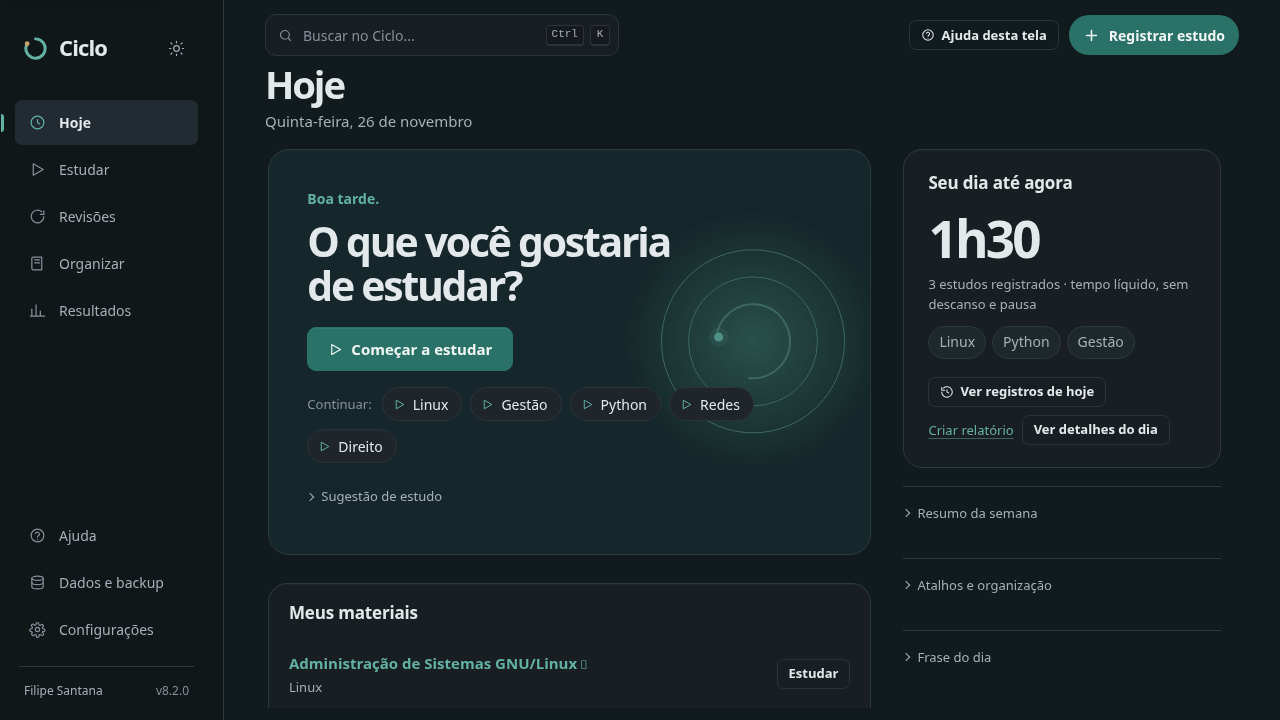 Ciclo
Hoje
Estudar
Revisões
Organizar
Resultados
Ajuda
Dados e backup
Configurações
Filipe Santana
v8.2.0
Buscar no Ciclo...
Ctrl
K
Ajuda desta tela
Registrar estudo
Hoje
Quinta-feira, 26 de novembro
Boa tarde.
O que você gostaria
de estudar?
Começar a estudar
Continuar:
Linux
Gestão
Python
Redes
Direito
Sugestão de estudo
Meus materiais
Administração de Sistemas GNU/Linux
Linux
Estudar
Seu dia até agora
1h30
3 estudos registrados · tempo líquido, sem
descanso e pausa
Linux
Python
Gestão
Ver registros de hoje
Criar relatório
Ver detalhes do dia
Resumo da semana
Atalhos e organização
Frase do dia